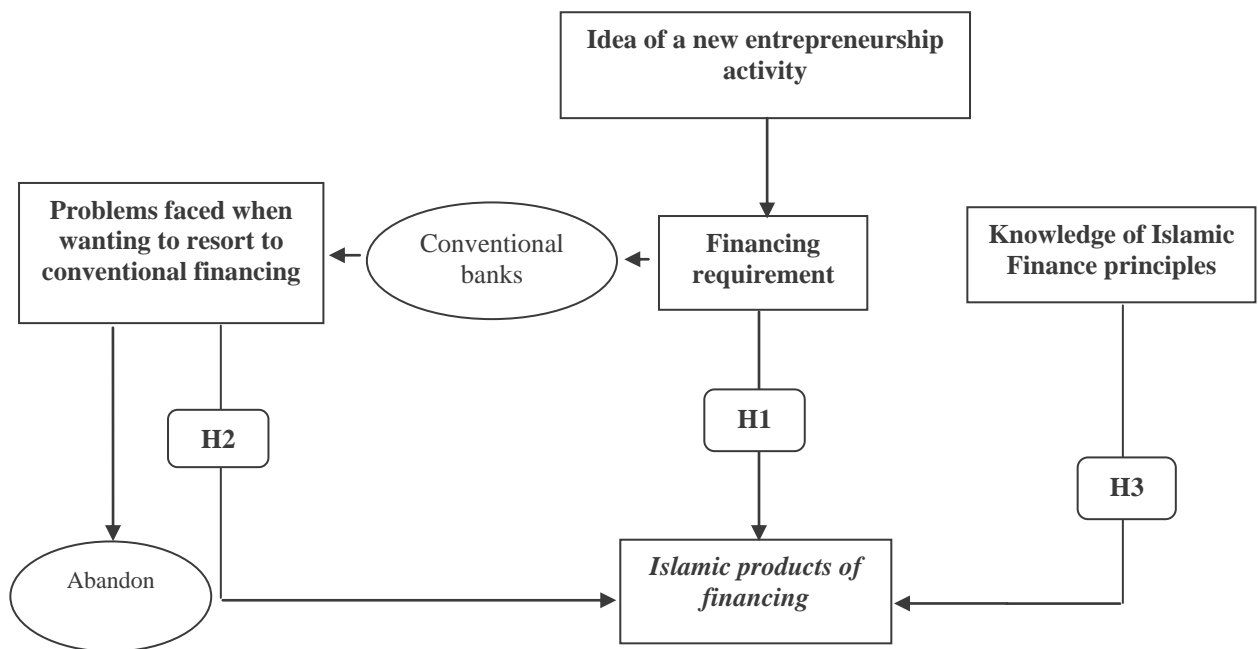 Idea of a new entrepreneurship
activity
Problems faced when
wanting to resort to
conventional financing
Conventional
banks
Financing
requirement
Knowledge of Islamic
Finance principles
H2
H1
H3
Abandon
Islamic products of
financing